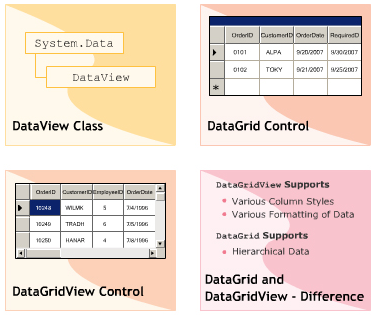 System.Data
DataView
DataView Class
OrderID CustomerID OrderDate RequiredD
0101 ALPA 9/20/2007 9/30/2007
0102 TOKY 9/21/2007 9/25/2007
*
DataGrid Control
OrderID CustomerID EmployeeID OrderDate
10248 WILMK 5 7/4/1996
10249 TRADH 6 7/5/1996
10250 HANAR 4 7/8/1996
DataGridView Control
DataGridView Supports
• Various Column Styles
• Various Formatting of Data
DataGrid Supports
• Hierarchical Data
DataGrid and
DataGridView - Difference